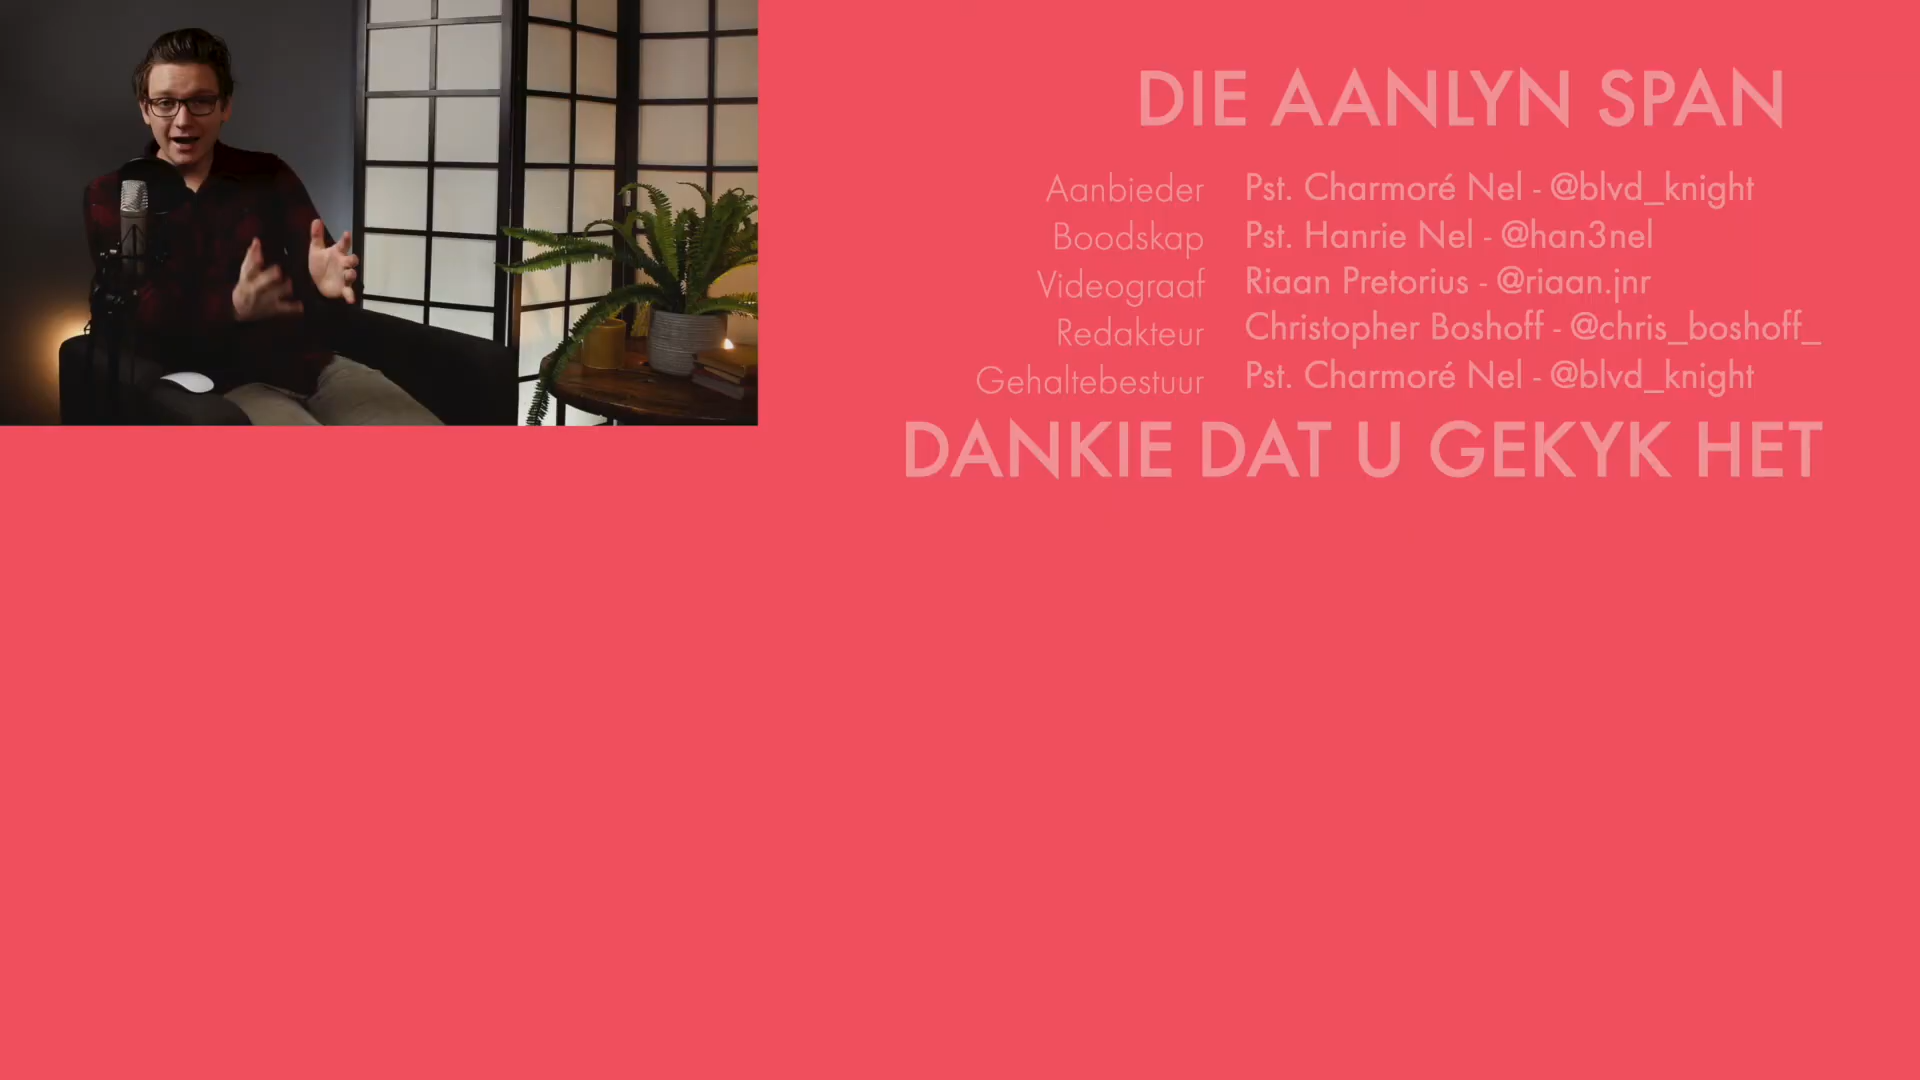 DIE AANLYN SPAN
Aanbieder Pst. Charmoré Nel - @blvd_knight
Boodskap Pst. Hanrie Nel - @han3nel
Videograaf Riaan Pretorius - @riaan.jnr
Redakteur Christopher Boshoff - @chris_boshoff_
Gehaltebestuur Pst. Charmoré Nel - @blvd_knight
DANKIE DAT U GEKYK HET